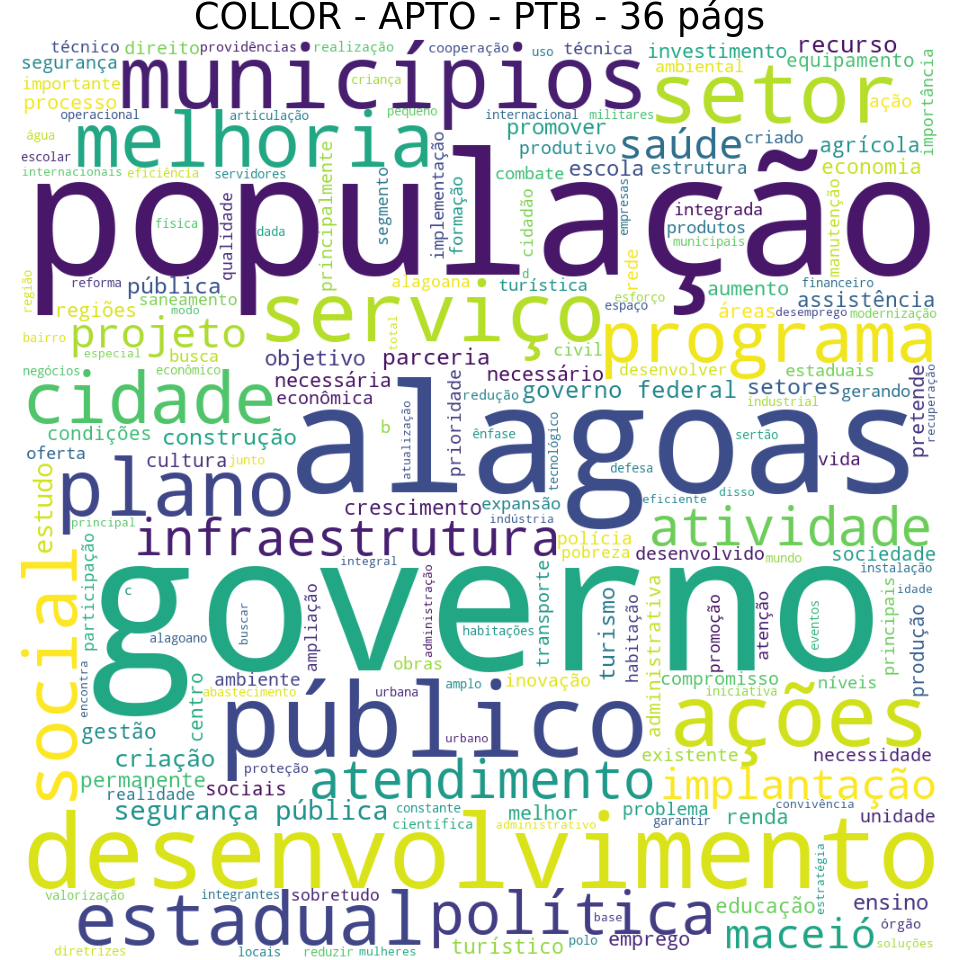 COLLOR - APTO - PTB - 36 págs
técnico direito providências realização cooperação uso técnica investimento recurso
segurança municípios ambiental equipamento importância
importante criança setor ação
processo pequeno
operacional articulação internacional militares
água melhoria promover saúde criado agrícola
escolar implementação produtivo
internacionais eficiência servidores principalmente segmento formação combate escola estrutura economia
população
qualidade física dada cidadão empresas integrada produtos municipais manutenção
região reforma pública alagoana d turística rede aumento financeiro
saneamento modo esforço espaço assistência
regiões serviço áreas desemprego modernização
bairro projeto total programa
especial busca objetivo parceria civil
negócios econômico necessária necessário desenvolver estaduais
cidade econômica redução governo federal setores gerando pretende recuperação
industrial
alagoas
condições construção b atualização prioridade ênfase tecnológico sertão
oferta cultura junto defesa vida
plano eficiente disso
estudo crescimento expansão
principal infraestrutura indústria atividade
polícia
pobreza desenvolvido mundo sociedade
social participação integral instalação
governo
c ampliação administração transporte turismo habitação administrativa promoção atenção eventos principais produção idade
alagoano buscar habitações
obras
encontra ambiente inovação compromisso níveis
abastecimento urbana amplo iniciativa
centro público ações
gestão urbano
criação existente necessidade
permanente proteção atendimento implantação
realidade sociais
segurança pública constante melhor problema convivência
científica administrativo garantir renda unidade
desenvolvimento
estratégia
valorização integrantes sobretudo educação ensino
estadual política base órgão
maceió
turístico polo emprego soluções
diretrizes locais reduzir mulheres